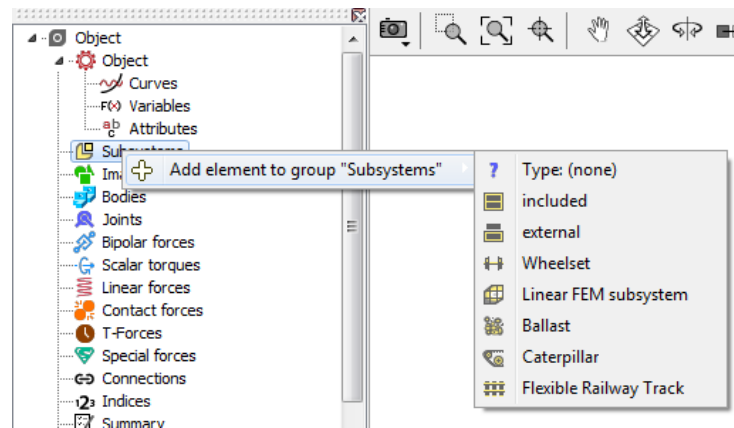 Object
Object
Curves
F(x) Variables
ab
c Attributes
Subsystems
Add element to group "Subsystems"
Bodies
Joints
Bipolar forces
Scalar torques
Linear forces
Contact forces
T-Forces
Special forces
Connections
123 Indices
Summary
? Type: (none)
included
external
Wheelset
Linear FEM subsystem
Ballast
Caterpillar
Flexible Railway Track